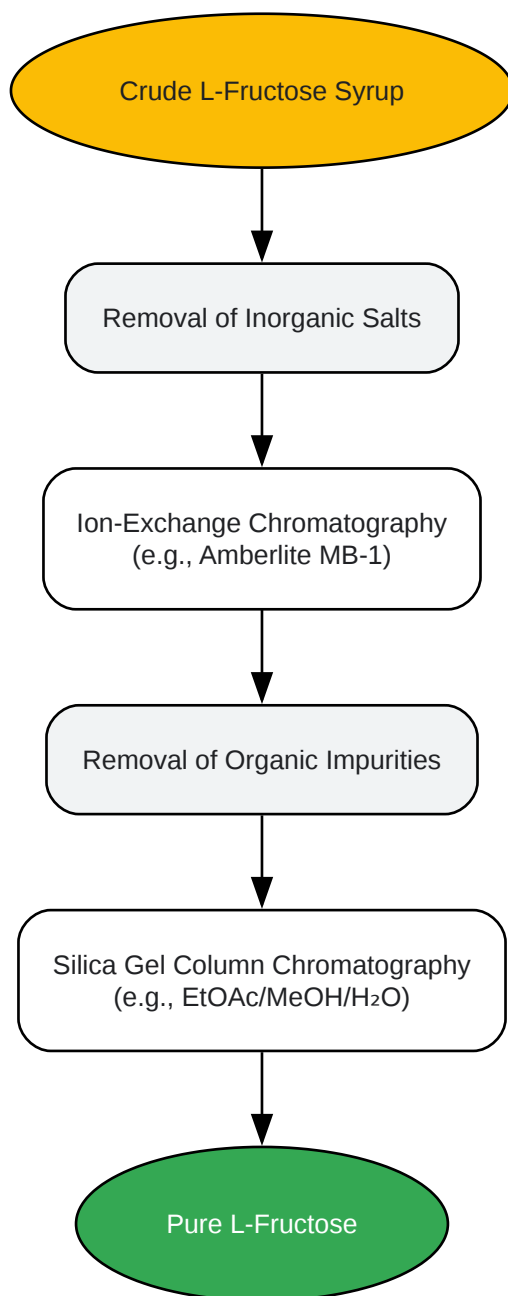 Crude L-Fructose Syrup
Removal of Inorganic Salts
Ion-Exchange Chromatography
(e.g., Amberlite MB-1)
Removal of Organic Impurities
Silica Gel Column Chromatography
(e.g., EtOAc/MeOH/H₂O)
Pure L-Fructose